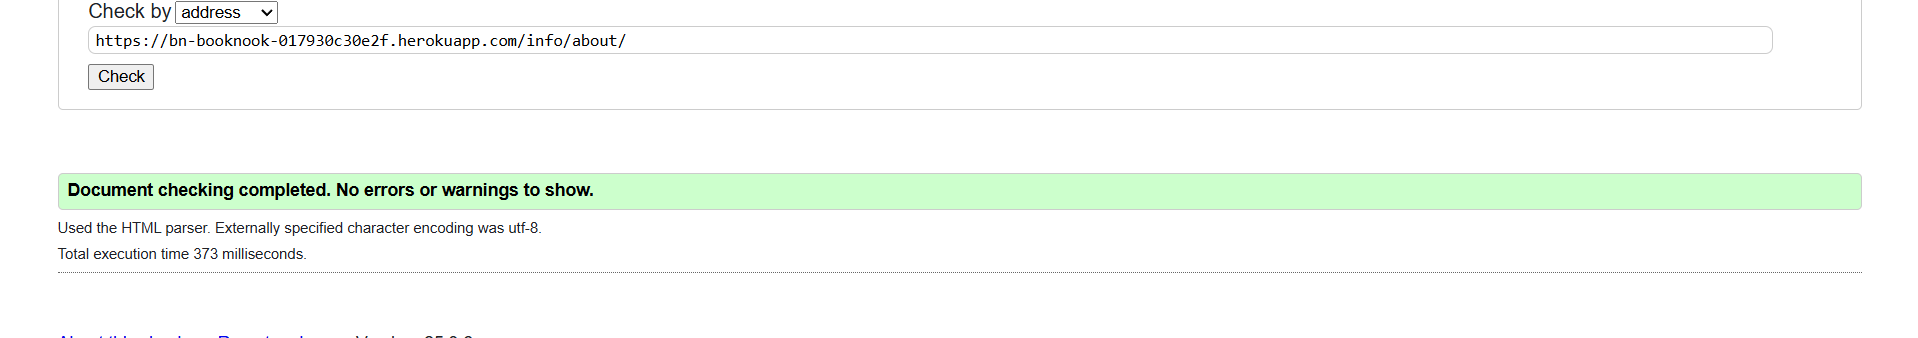 Check by address
https://bn-booknook-017930c30e2f.herokuapp.com/info/about/
Check
Document checking completed. No errors or warnings to show.
Used the HTML parser. Externally specified character encoding was utf-8.
Total execution time 373 milliseconds.